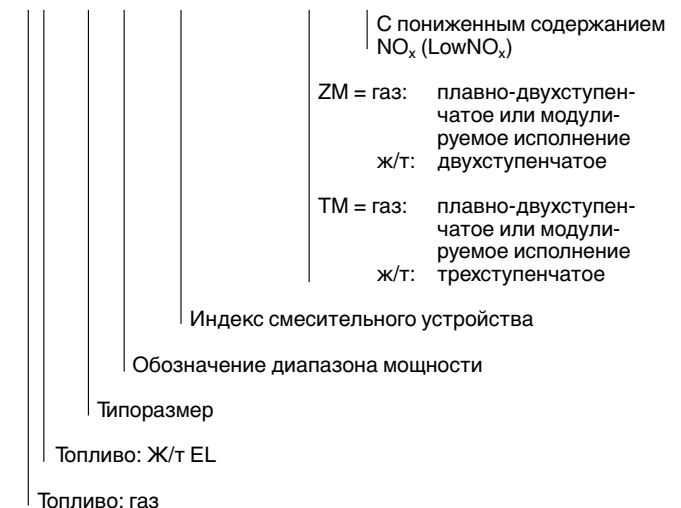 С пониженным содержанием
NOₓ (LowNOₓ)
ZM = газ: плавно-двухступен-
чатое или модули-
руемое исполнение
ж/т: двухступенчатое
TM = газ: плавно-двухступен-
чатое или модули-
руемое исполнение
ж/т: трехступенчатое
Индекс смесительного устройства
Обозначение диапазона мощности
Типоразмер
Топливо: Ж/т EL
Топливо: газ